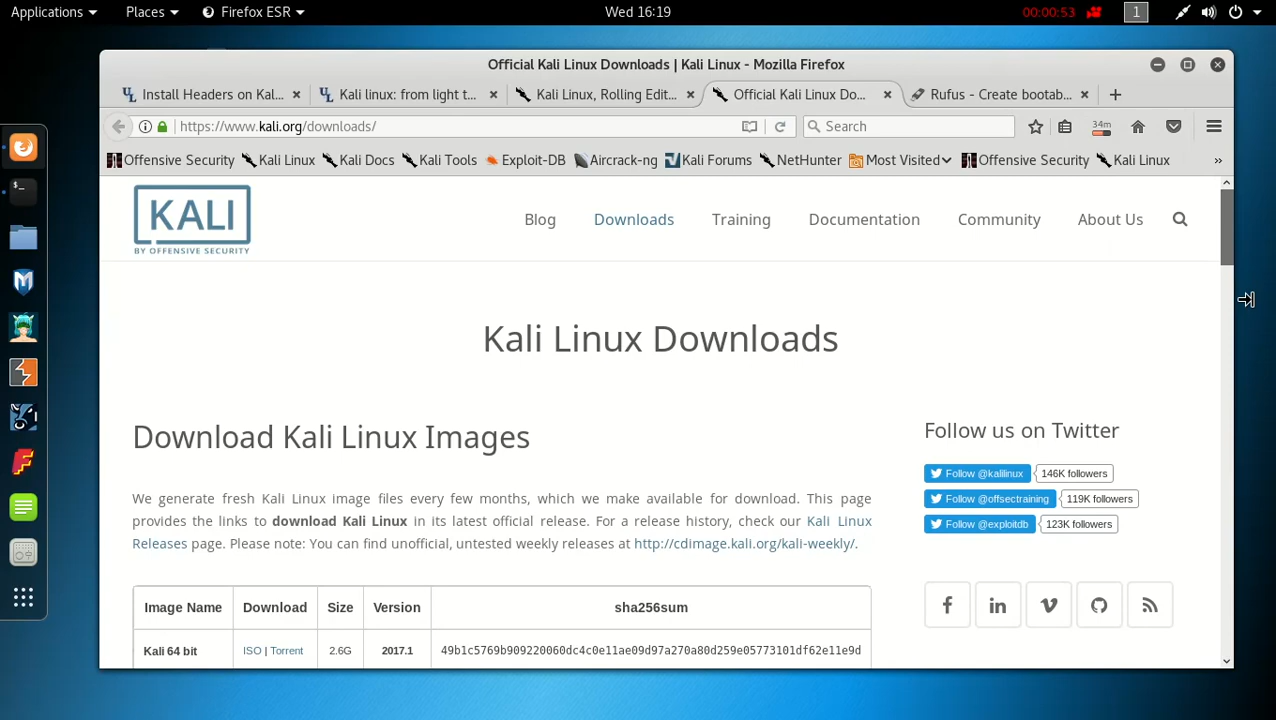 Applications Places Firefox ESR Wed 16:19 00:00:53 1
Official Kali Linux Downloads | Kali Linux - Mozilla Firefox
Install Headers on Kal... Kali linux: from light t... Kali Linux, Rolling Edit... Official Kali Linux Do... Rufus - Create bootab...
https://www.kali.org/downloads/ Search 34m
Offensive Security Kali Linux Kali Docs Kali Tools Exploit-DB Aircrack-ng Kali Forums NetHunter Most Visited Offensive Security Kali Linux »
KALI
BY OFFENSIVE SECURITY
Blog Downloads Training Documentation Community About Us
Kali Linux Downloads
Download Kali Linux Images
We generate fresh Kali Linux image files every few months, which we make available for download. This page
provides the links to download Kali Linux in its latest official release. For a release history, check our Kali Linux
Releases page. Please note: You can find unofficial, untested weekly releases at http://cdimage.kali.org/kali-weekly/.
Image Name Download Size Version sha256sum
Kali 64 bit ISO | Torrent 2.6G 2017.1 49b1c5769b909220060dc4c0e11ae09d97a270a80d259e05773101df62e11e9d
Follow us on Twitter
Follow @kalilinux 146K followers
Follow @offsectraining 119K followers
Follow @exploitdb 123K followers